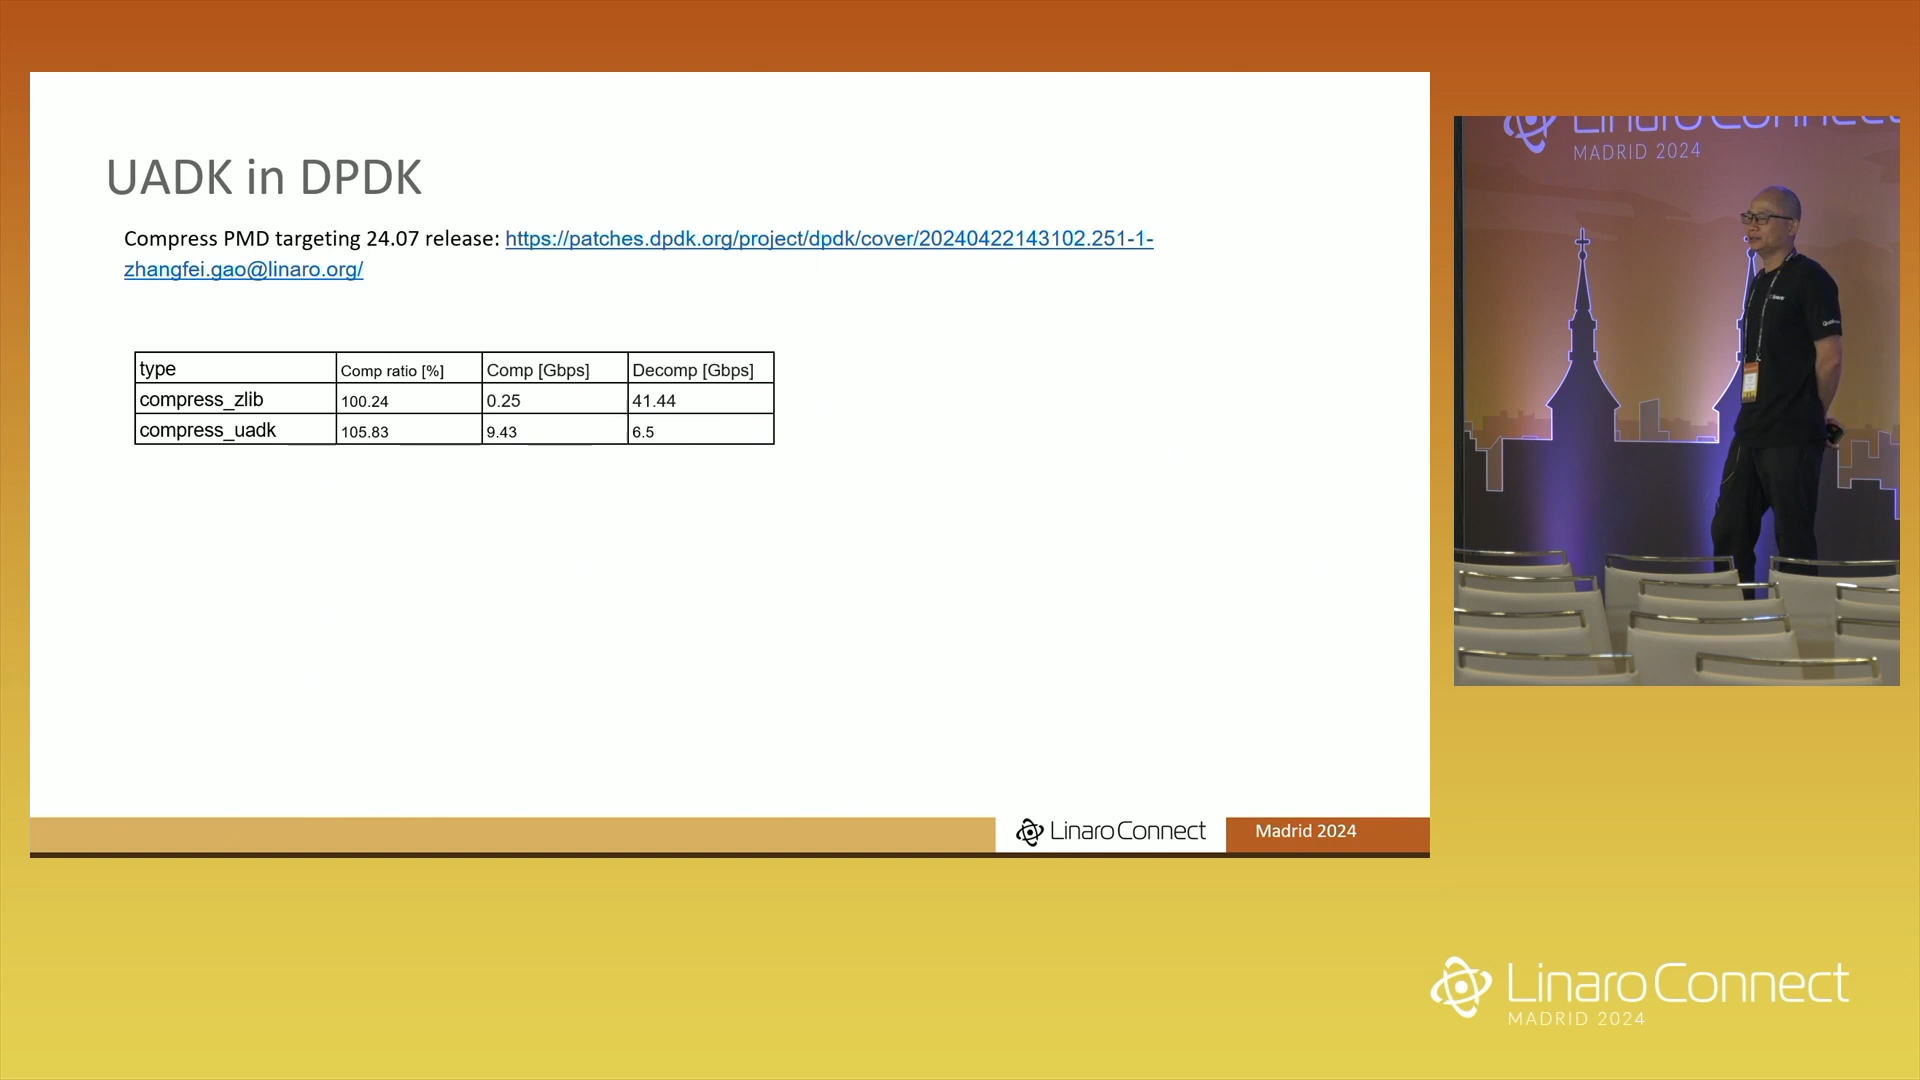 UADK in DPDK
Compress PMD targeting 24.07 release: https://patches.dpdk.org/project/dpdk/cover/20240422143102.251-1-
zhangfei.gao@linaro.org/
type Comp ratio [%] Comp [Gbps] Decomp [Gbps]
compress_zlib 100.24 0.25 41.44
compress_uadk 105.83 9.43 6.5
Linaro Connect
Madrid 2024
Linaro Connect
MADRID 2024
Linaro Connect
MADRID 2024